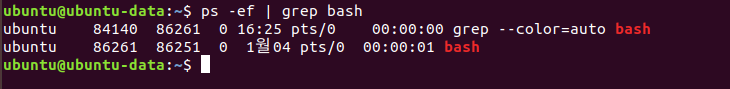 ubuntu@ubuntu-data:~$ ps -ef | grep bash
ubuntu    84140  86261  0 16:25 pts/0    00:00:00 grep --color=auto bash
ubuntu    86261  86251  0  1월04 pts/0  00:00:01 bash
ubuntu@ubuntu-data:~$